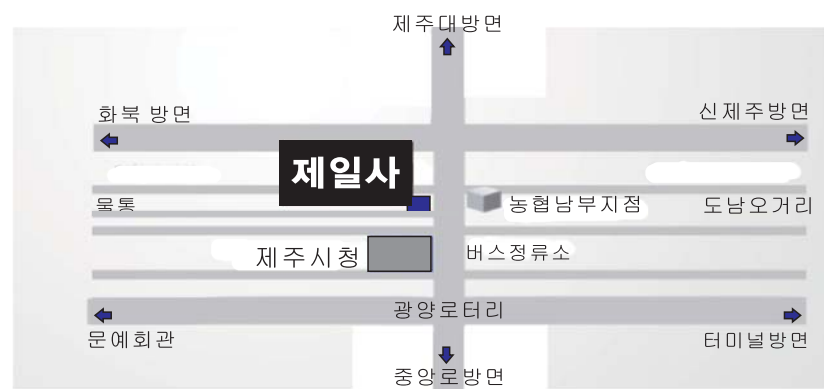 제주대방면
화북 방면
신제주방면
제일사
물통
농협남부지점
도남오거리
제주시청
버스정류소
광양로터리
문예회관
터미널방면
중앙로방면